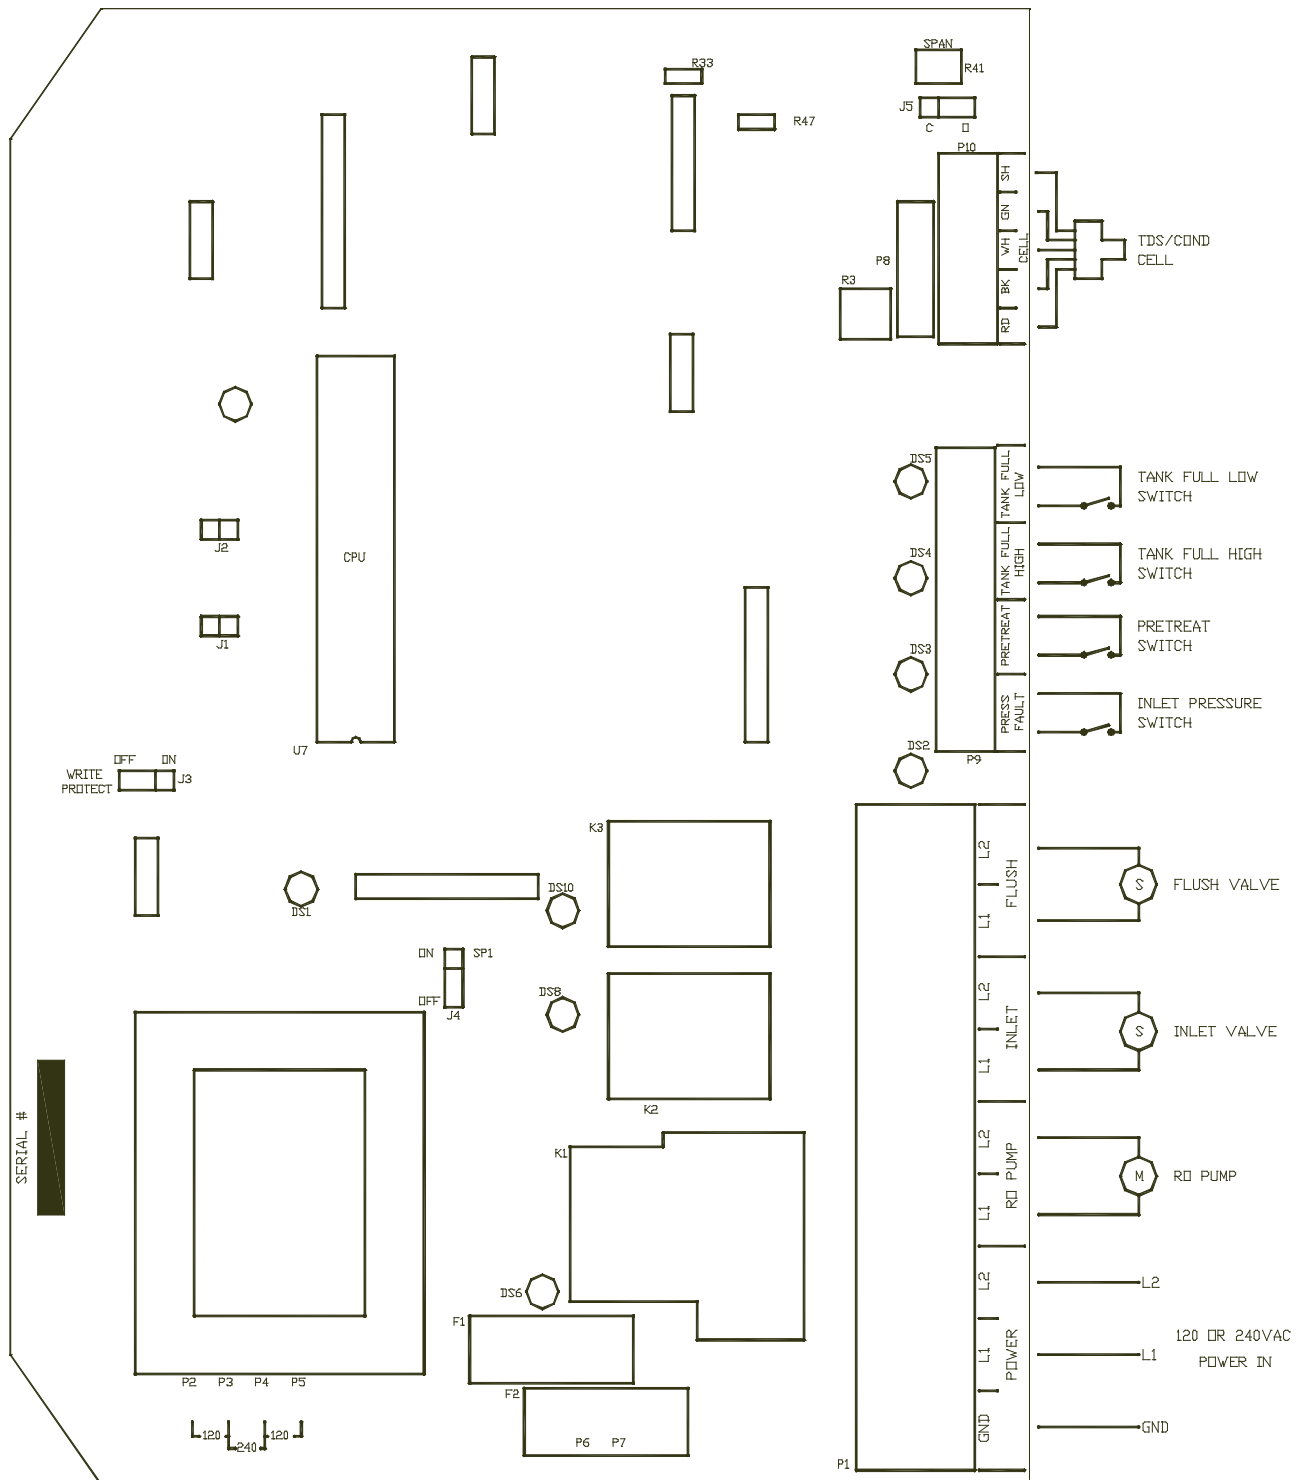 SPAN
R33
R41
J5
R47
C O
P10
SH
GN
WH
BK
RD
CELL
P8
R3
TDS/COND
CELL
DS5
TANK FULL
LOW
TANK FULL LOW
SWITCH
J2
CPU
DS4
TANK FULL
HIGH
TANK FULL HIGH
SWITCH
J1
DS3
PRETREAT
PRETREAT
SWITCH
PRESS
FAULT
INLET PRESSURE
SWITCH
U7
DS2
P9
OFF ON
WRITE
PROTECT
J3
K3
L2
L1
FLUSH
S
FLUSH VALVE
DS1
DS10
ON
SP1
OFF
J4
DS8
L2
L1
INLET
S
INLET VALVE
K2
SERIAL #
K1
L2
L1
RO PUMP
M
RO PUMP
DS6
F1
L2
L1
GND
POWER
L2
L1
120 OR 240VAC
POWER IN
GND
P2 P3 P4 P5
F2
120 240 120
P6 P7
P1